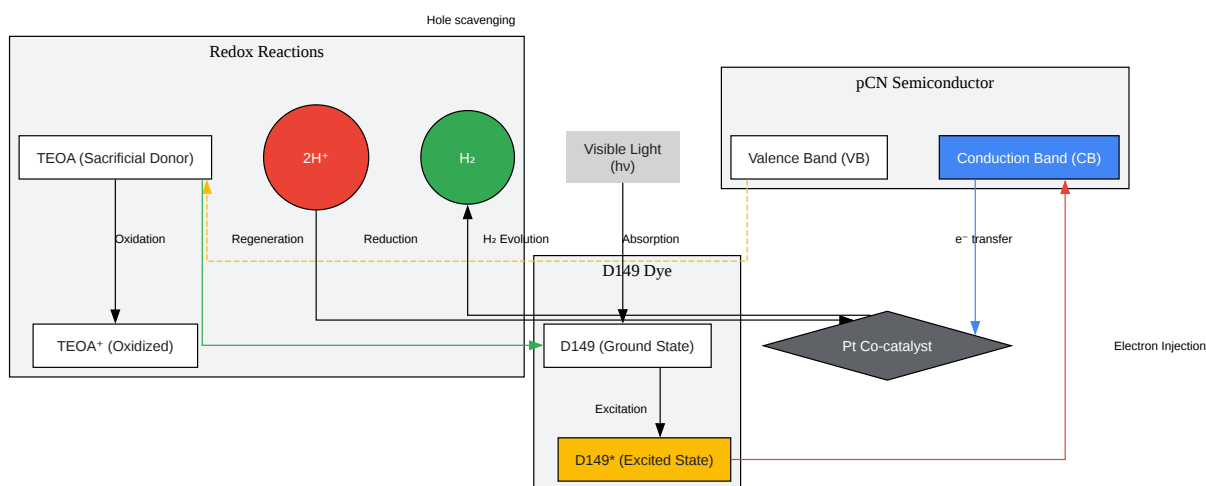 Hole scavenging
Redox Reactions
pCN Semiconductor
TEOA (Sacrificial Donor)
2H⁺
H₂
Visible Light
(hν)
Valence Band (VB)
Conduction Band (CB)
Oxidation
Regeneration
Reduction
H₂ Evolution
Absorption
e⁻ transfer
D149 Dye
TEOA⁺ (Oxidized)
D149 (Ground State)
Pt Co-catalyst
Electron Injection
Excitation
D149* (Excited State)